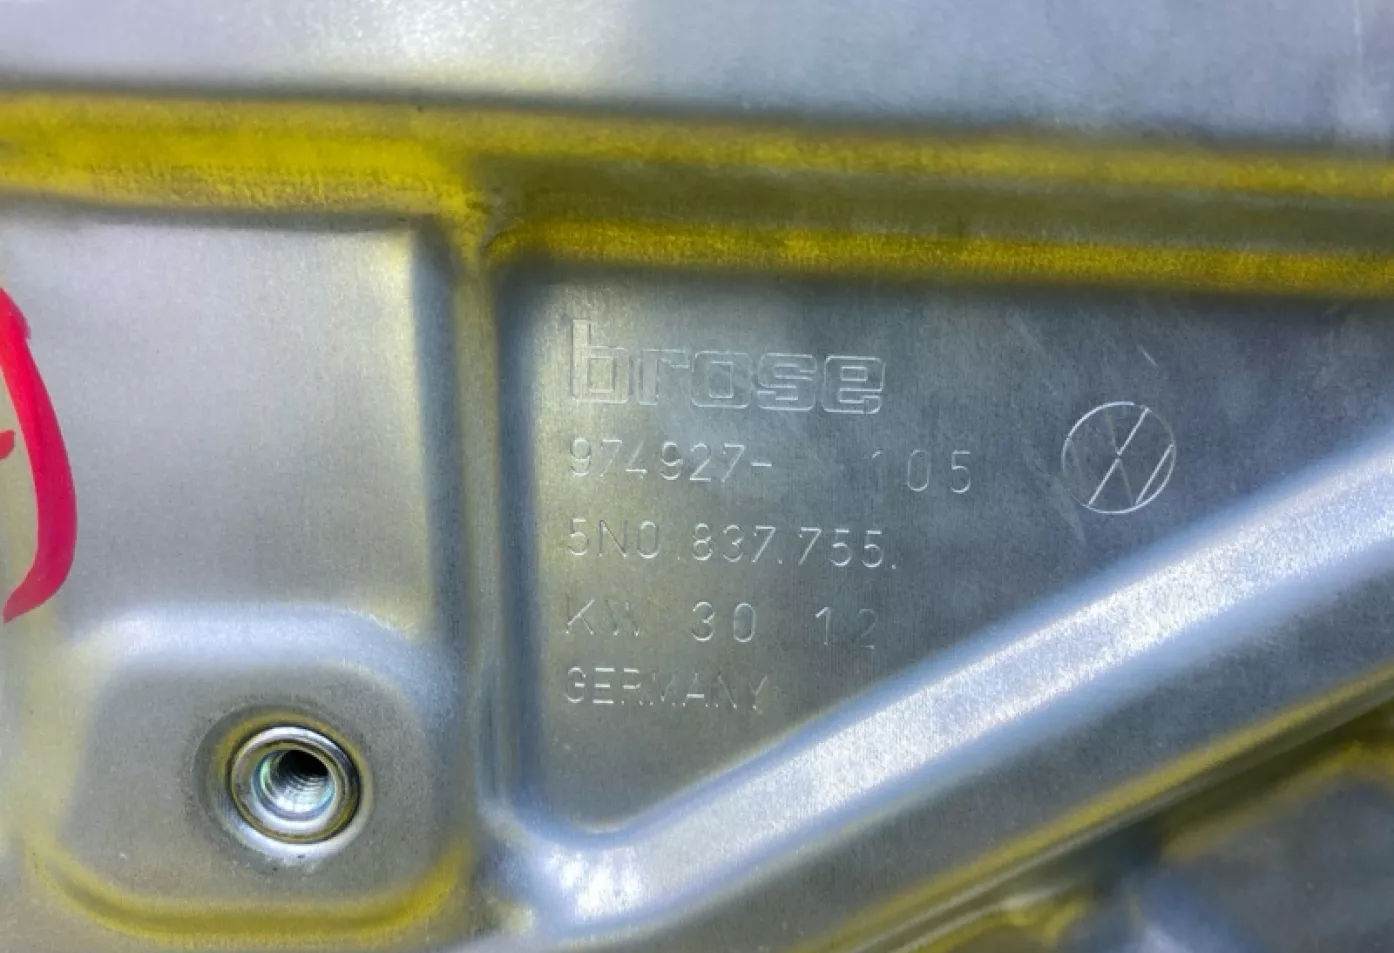 brose
974927- 105
5N0.837.755.
KW 30 12
GERMANY